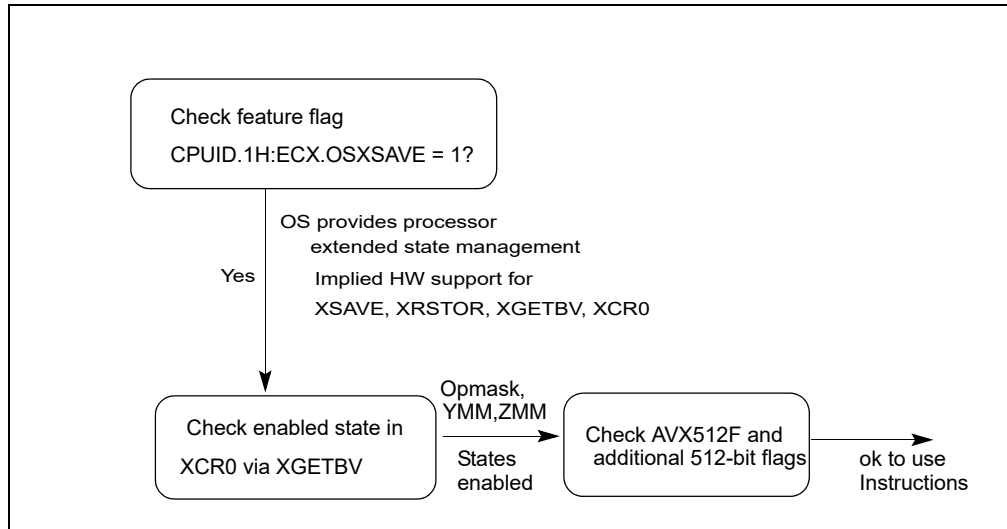 Check feature flag
CPUID.1H:ECX.OSXSAVE = 1?
OS provides processor
extended state management
Yes
Implied HW support for
XSAVE, XRSTOR, XGETBV, XCR0
Check enabled state in
XCR0 via XGETBV
Opmask,
YMM,ZMM
States
enabled
Check AVX512F and
additional 512-bit flags
ok to use
Instructions